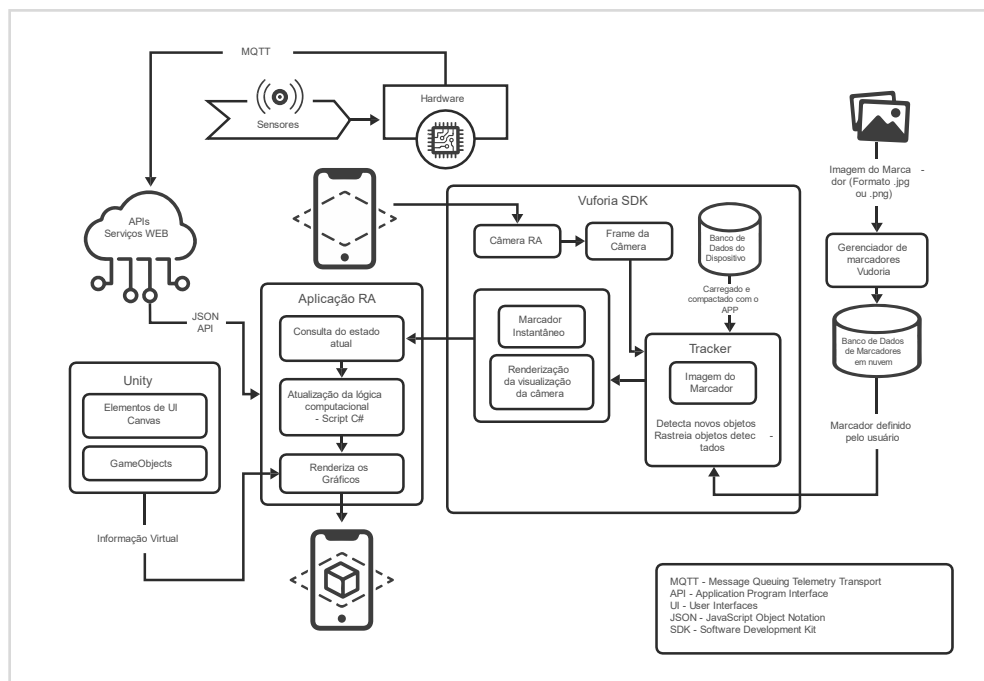 MQTT
Hardware
Sensores
APIs
Serviços WEB
JSON
API
Unity
Elementos de UI
Canvas
GameObjects
Informação Virtual
Aplicação RA
Consulta do estado
atual
Atualização da lógica
computacional
- Script C#
Renderiza os
Gráficos
Vuforia SDK
Câmera RA
Frame da
Câmera
Banco de
Dados do
Dispositivo
Carregado e
compactado com o
APP
Marcador
Instantâneo
Renderização
da visualização
da câmera
Tracker
Imagem do
Marcador
Detecta novos objetos
Rastreia objetos detec -
tados
Imagem do Marca -
dor (Formato .jpg
ou .png)
Gerenciador de
marcadores
Vudoria
Banco de Dados
de Marcadores
em nuvem
Marcador definido
pelo usuário
MQTT - Message Queuing Telemetry Transport
API - Application Program Interface
UI - User Interfaces
JSON - JavaScript Object Notation
SDK - Software Development Kit